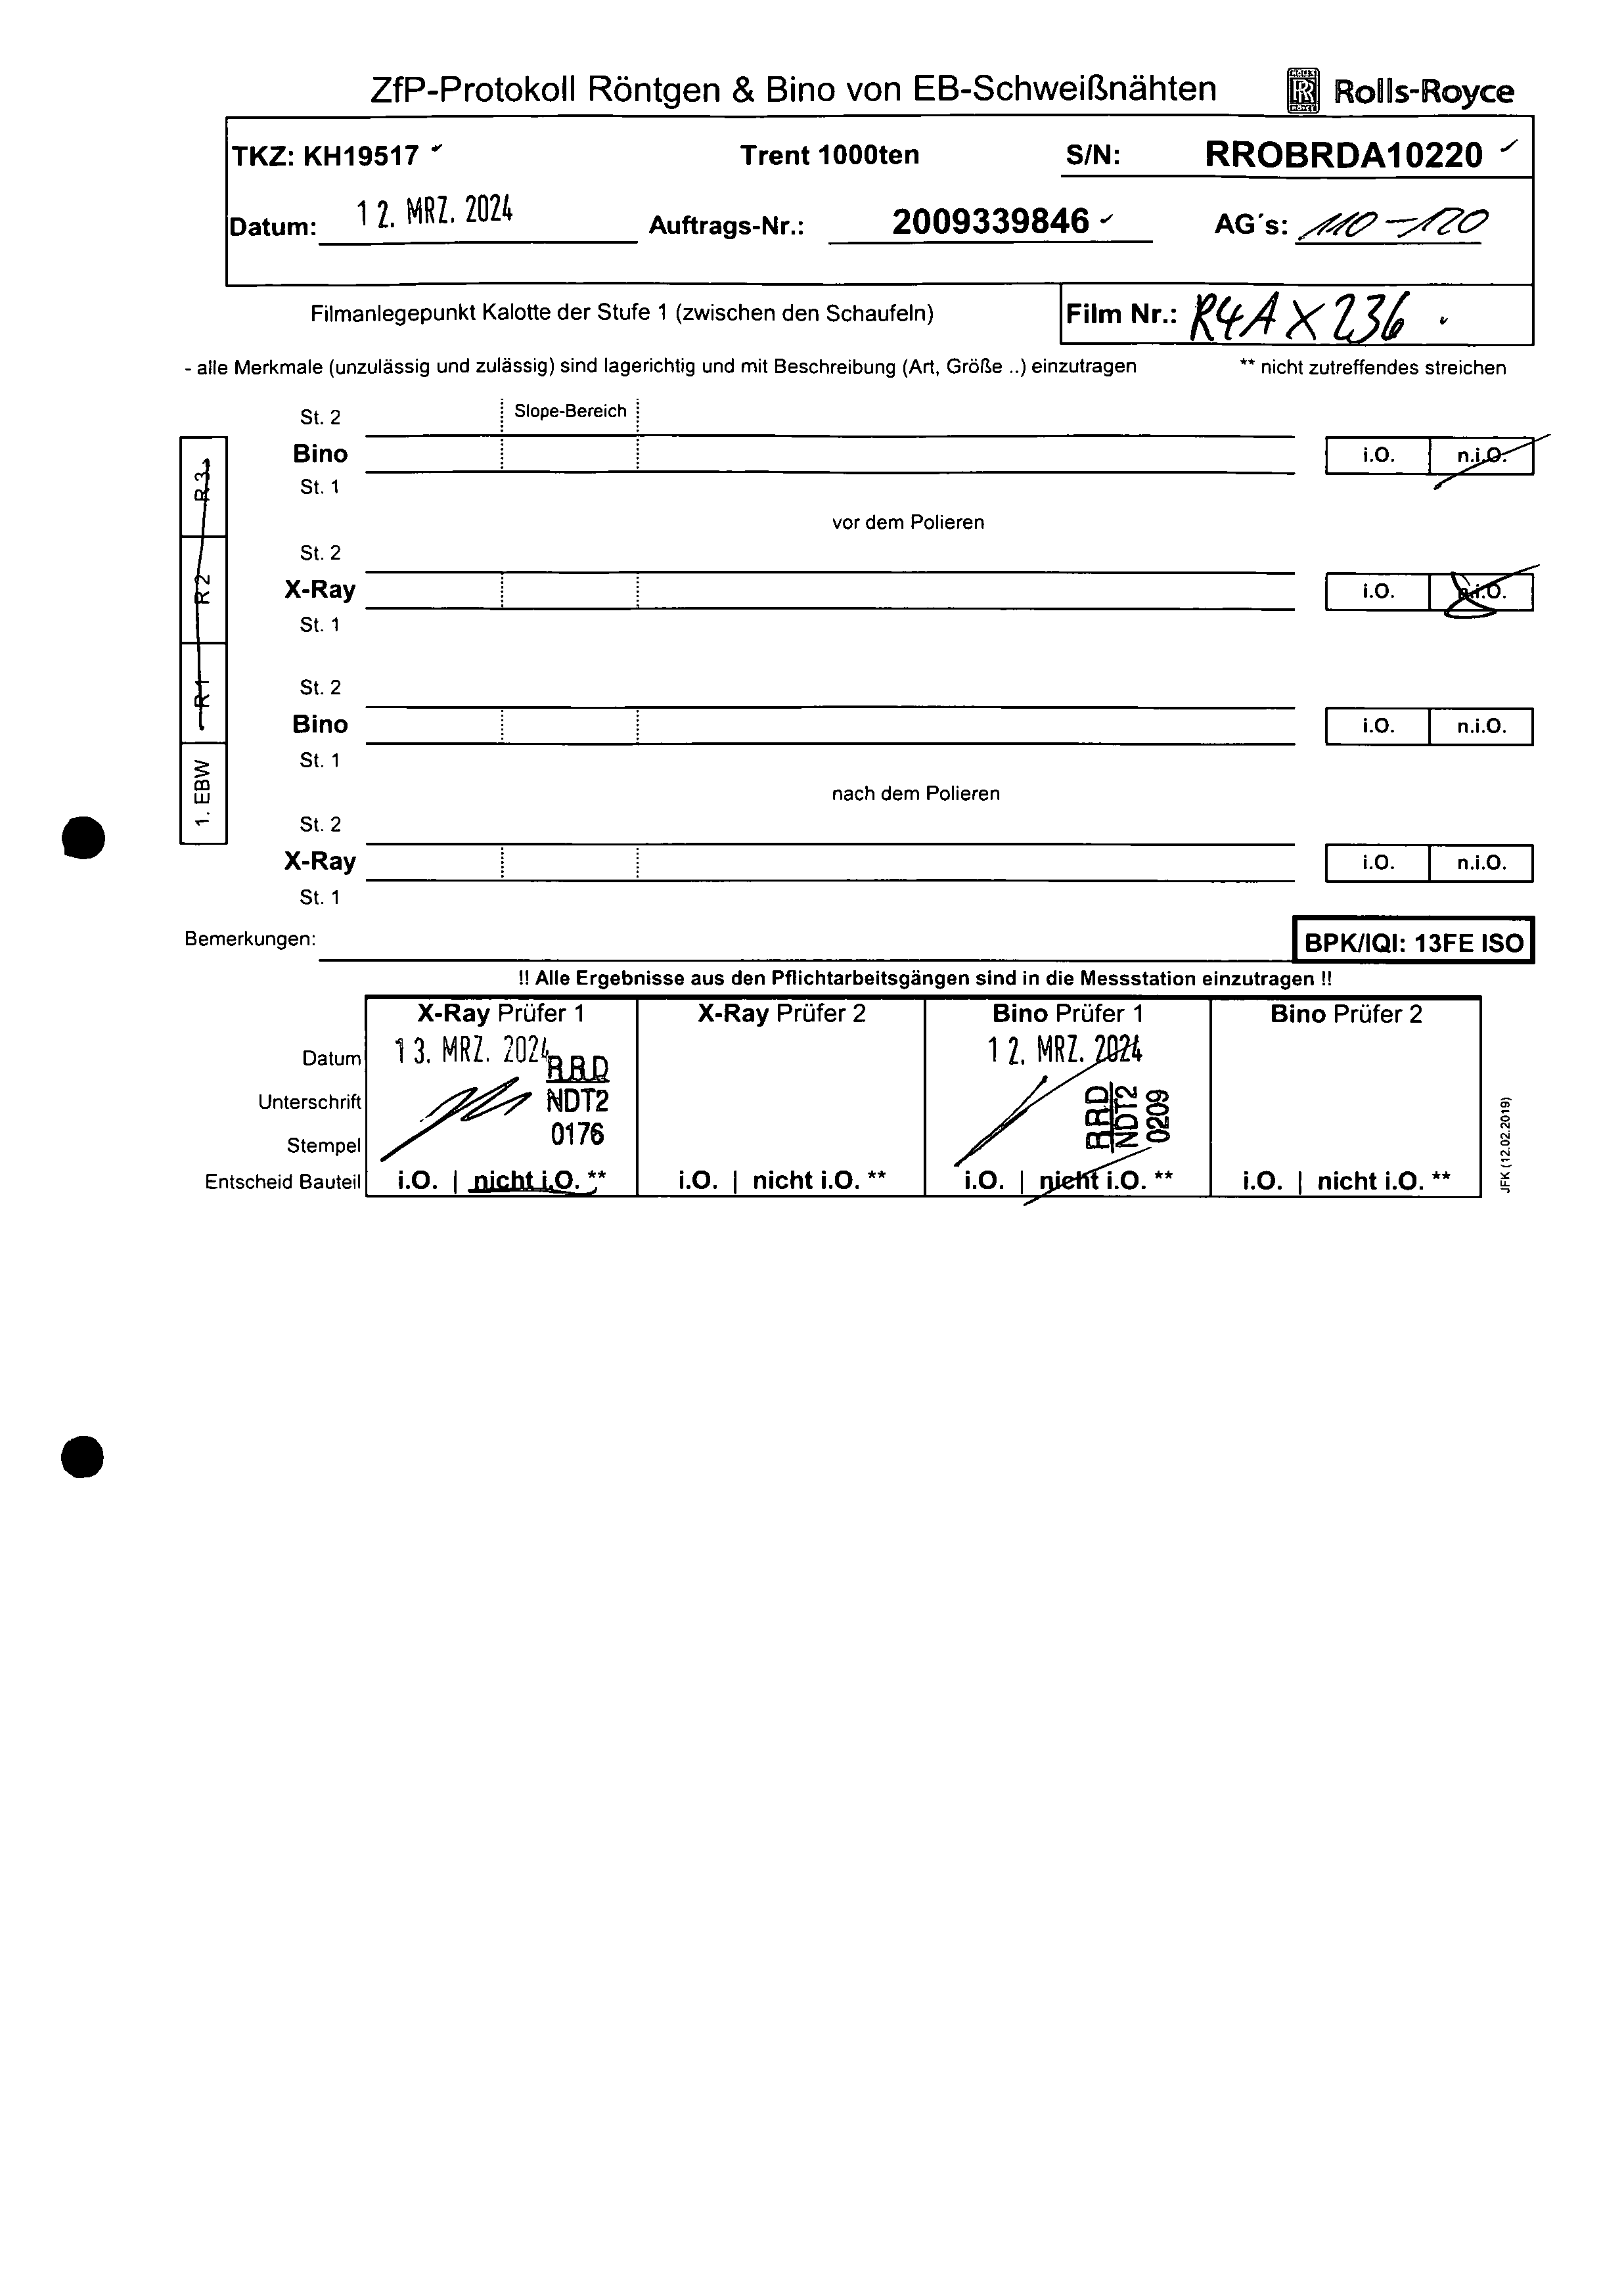 ZfP-Protokoll Röntgen & Bino von EB-Schweißnähten
Rolls-Royce
TKZ: KH19517 Trent 1000ten S/N: RROBRDA10220
Datum: 12. MRZ. 2024 Auftrags-Nr.: 2009339846 AG´s: 110-120
Filmanlegepunkt Kalotte der Stufe 1 (zwischen den Schaufeln) Film Nr.: R4AX236
- alle Merkmale (unzulässig und zulässig) sind lagerichtig und mit Beschreibung (Art, Größe ..) einzutragen ** nicht zutreffendes streichen
St. 2 Slope-Bereich
Bino i.O. n.i.O.
St. 1
vor dem Polieren
St. 2
X-Ray i.O. n.i.O.
St. 1
St. 2
Bino i.O. n.i.O.
St. 1
nach dem Polieren
St. 2
X-Ray i.O. n.i.O.
St. 1
1. EBW R 1 R 2 R 3
Bemerkungen: BPK/IQI: 13FE ISO
!! Alle Ergebnisse aus den Pflichtarbeitsgängen sind in die Messstation einzutragen !!
X-Ray Prüfer 1 X-Ray Prüfer 2 Bino Prüfer 1 Bino Prüfer 2
Datum 13. MRZ. 2024 12. MRZ. 2024
Unterschrift
Stempel
RRD
NDT2
0176
RRD
NDT2
0209
Entscheid Bauteil i.O. | nicht i.O. ** i.O. | nicht i.O. ** i.O. | nicht i.O. ** i.O. | nicht i.O. **
JFK (12.02.2019)